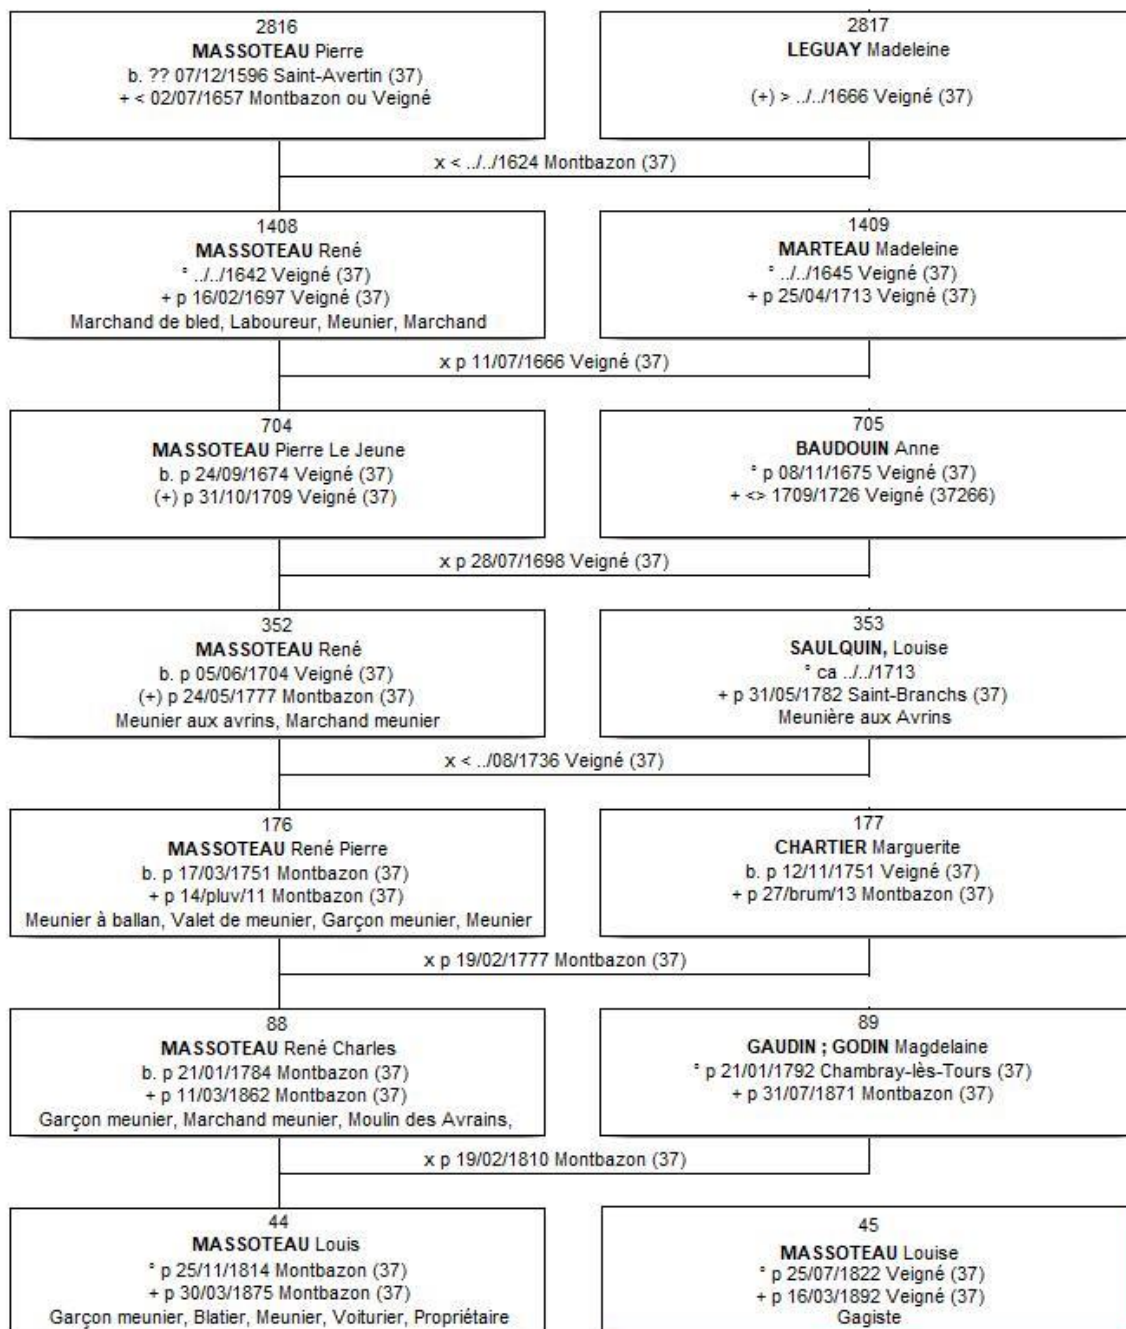 2816
MASSOTEAU Pierre
b. ?? 07/12/1596 Saint-Avertin (37)
+ < 02/07/1657 Montbazon ou Veigné
2817
LEGUAY Madeleine
(+) > ../../1666 Veigné (37)
x < ../../1624 Montbazon (37)
1408
MASSOTEAU René
° ../../1642 Veigné (37)
+ p 16/02/1697 Veigné (37)
Marchand de bled, Laboureur, Meunier, Marchand
1409
MARTEAU Madeleine
° ../../1645 Veigné (37)
+ p 25/04/1713 Veigné (37)
x p 11/07/1666 Veigné (37)
704
MASSOTEAU Pierre Le Jeune
b. p 24/09/1674 Veigné (37)
(+) p 31/10/1709 Veigné (37)
705
BAUDOUIN Anne
° p 08/11/1675 Veigné (37)
+ <> 1709/1726 Veigné (37266)
x p 28/07/1698 Veigné (37)
352
MASSOTEAU René
b. p 05/06/1704 Veigné (37)
(+) p 24/05/1777 Montbazon (37)
Meunier aux avrins, Marchand meunier
353
SAULQUIN, Louise
° ca ../../1713
+ p 31/05/1782 Saint-Branchs (37)
Meunière aux Avrins
x < ../08/1736 Veigné (37)
176
MASSOTEAU René Pierre
b. p 17/03/1751 Montbazon (37)
+ p 14/pluv/11 Montbazon (37)
Meunier à ballan, Valet de meunier, Garçon meunier, Meunier
177
CHARTIER Marguerite
b. p 12/11/1751 Veigné (37)
+ p 27/brum/13 Montbazon (37)
x p 19/02/1777 Montbazon (37)
88
MASSOTEAU René Charles
b. p 21/01/1784 Montbazon (37)
+ p 11/03/1862 Montbazon (37)
Garçon meunier, Marchand meunier, Moulin des Avrains,
89
GAUDIN ; GODIN Magdelaine
° p 21/01/1792 Chambray-lès-Tours (37)
+ p 31/07/1871 Montbazon (37)
x p 19/02/1810 Montbazon (37)
44
MASSOTEAU Louis
° p 25/11/1814 Montbazon (37)
+ p 30/03/1875 Montbazon (37)
Garçon meunier, Blatier, Meunier, Voiturier, Propriétaire
45
MASSOTEAU Louise
° p 25/07/1822 Veigné (37)
+ p 16/03/1892 Veigné (37)
Gagiste